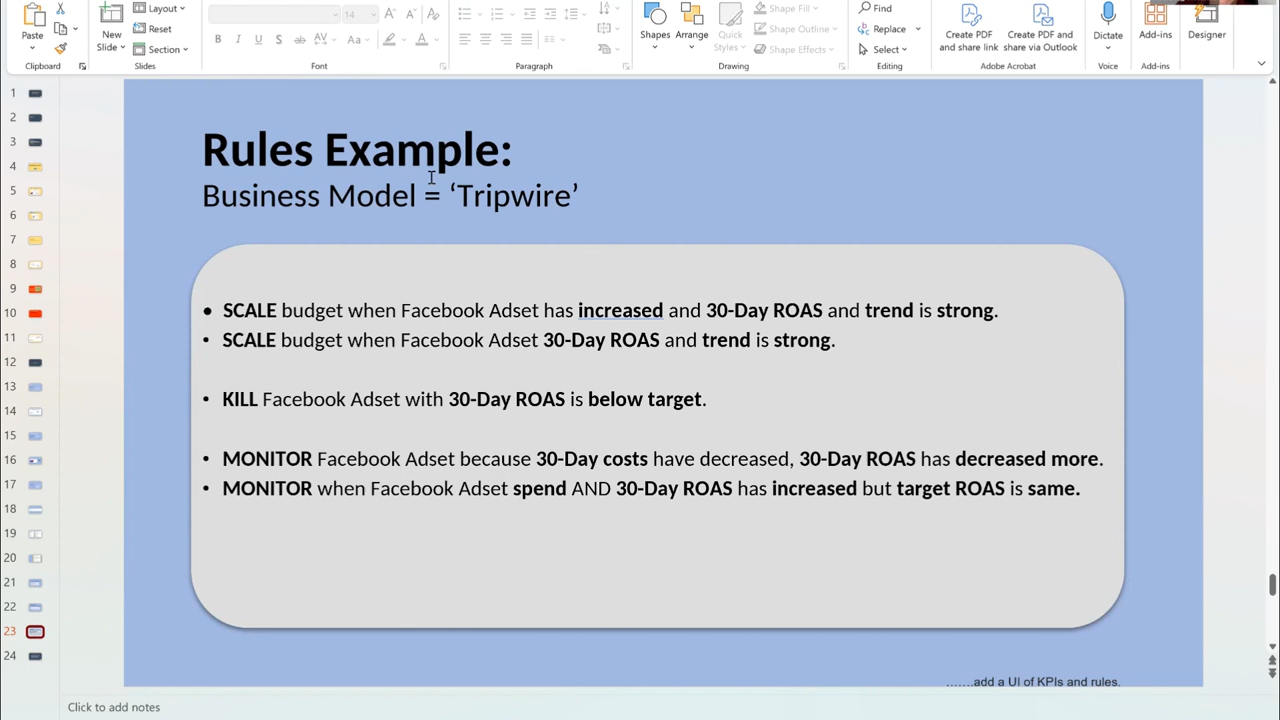 Layout
Reset
Section
Paste
New
Slide
14
B I U S ab AV Aa A
Shapes
Arrange
Quick
Styles
Shape Fill
Shape Outline
Shape Effects
Find
Replace
Select
Create PDF
and share link
Create PDF and
share via Outlook
Dictate
Add-ins
Designer
Clipboard
Slides
Font
Paragraph
Drawing
Editing
Adobe Acrobat
Voice
Add-ins
1
2
3
4
5
6
7
8
9
10
11
12
13
14
15
16
17
18
19
20
21
22
23
24
Rules Example:
Business Model = ‘Tripwire’
• SCALE budget when Facebook Adset has increased and 30-Day ROAS and trend is strong.
• SCALE budget when Facebook Adset 30-Day ROAS and trend is strong.
• KILL Facebook Adset with 30-Day ROAS is below target.
• MONITOR Facebook Adset because 30-Day costs have decreased, 30-Day ROAS has decreased more.
• MONITOR when Facebook Adset spend AND 30-Day ROAS has increased but target ROAS is same.
.......add a UI of KPIs and rules.
Click to add notes